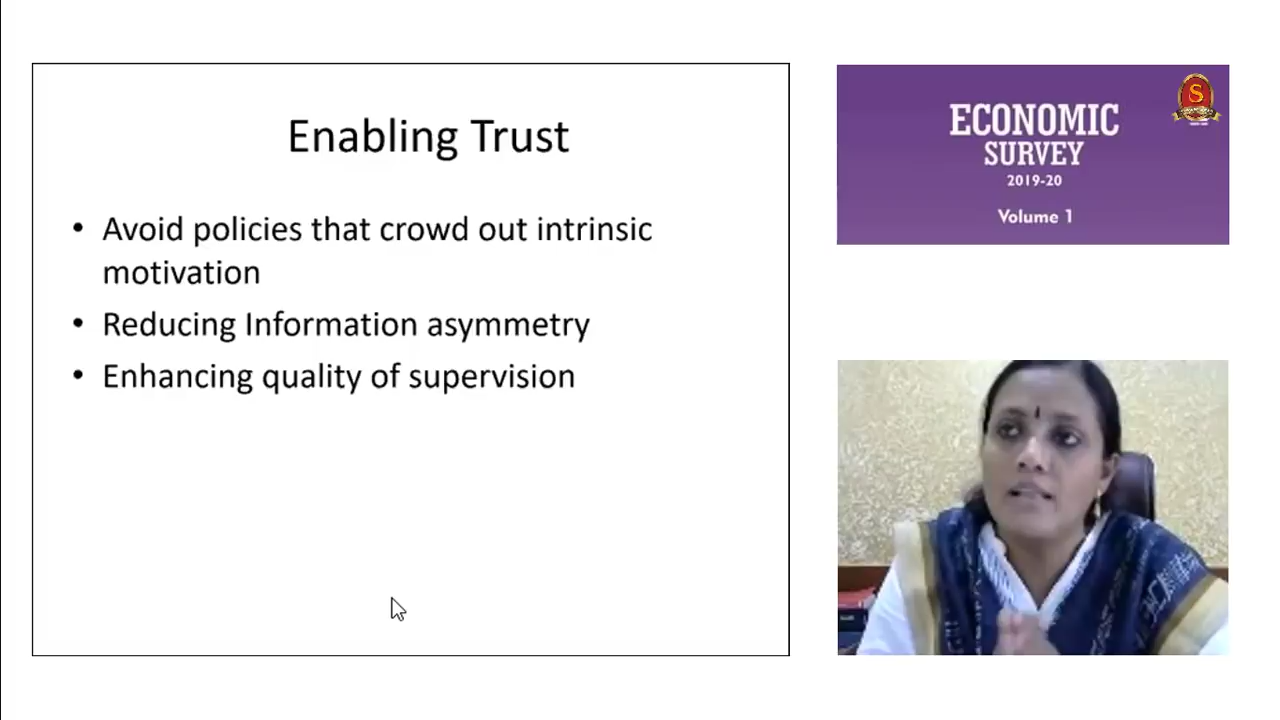 Enabling Trust
• Avoid policies that crowd out intrinsic
motivation
• Reducing Information asymmetry
• Enhancing quality of supervision
ECONOMIC
SURVEY
2019-20
Volume 1
S